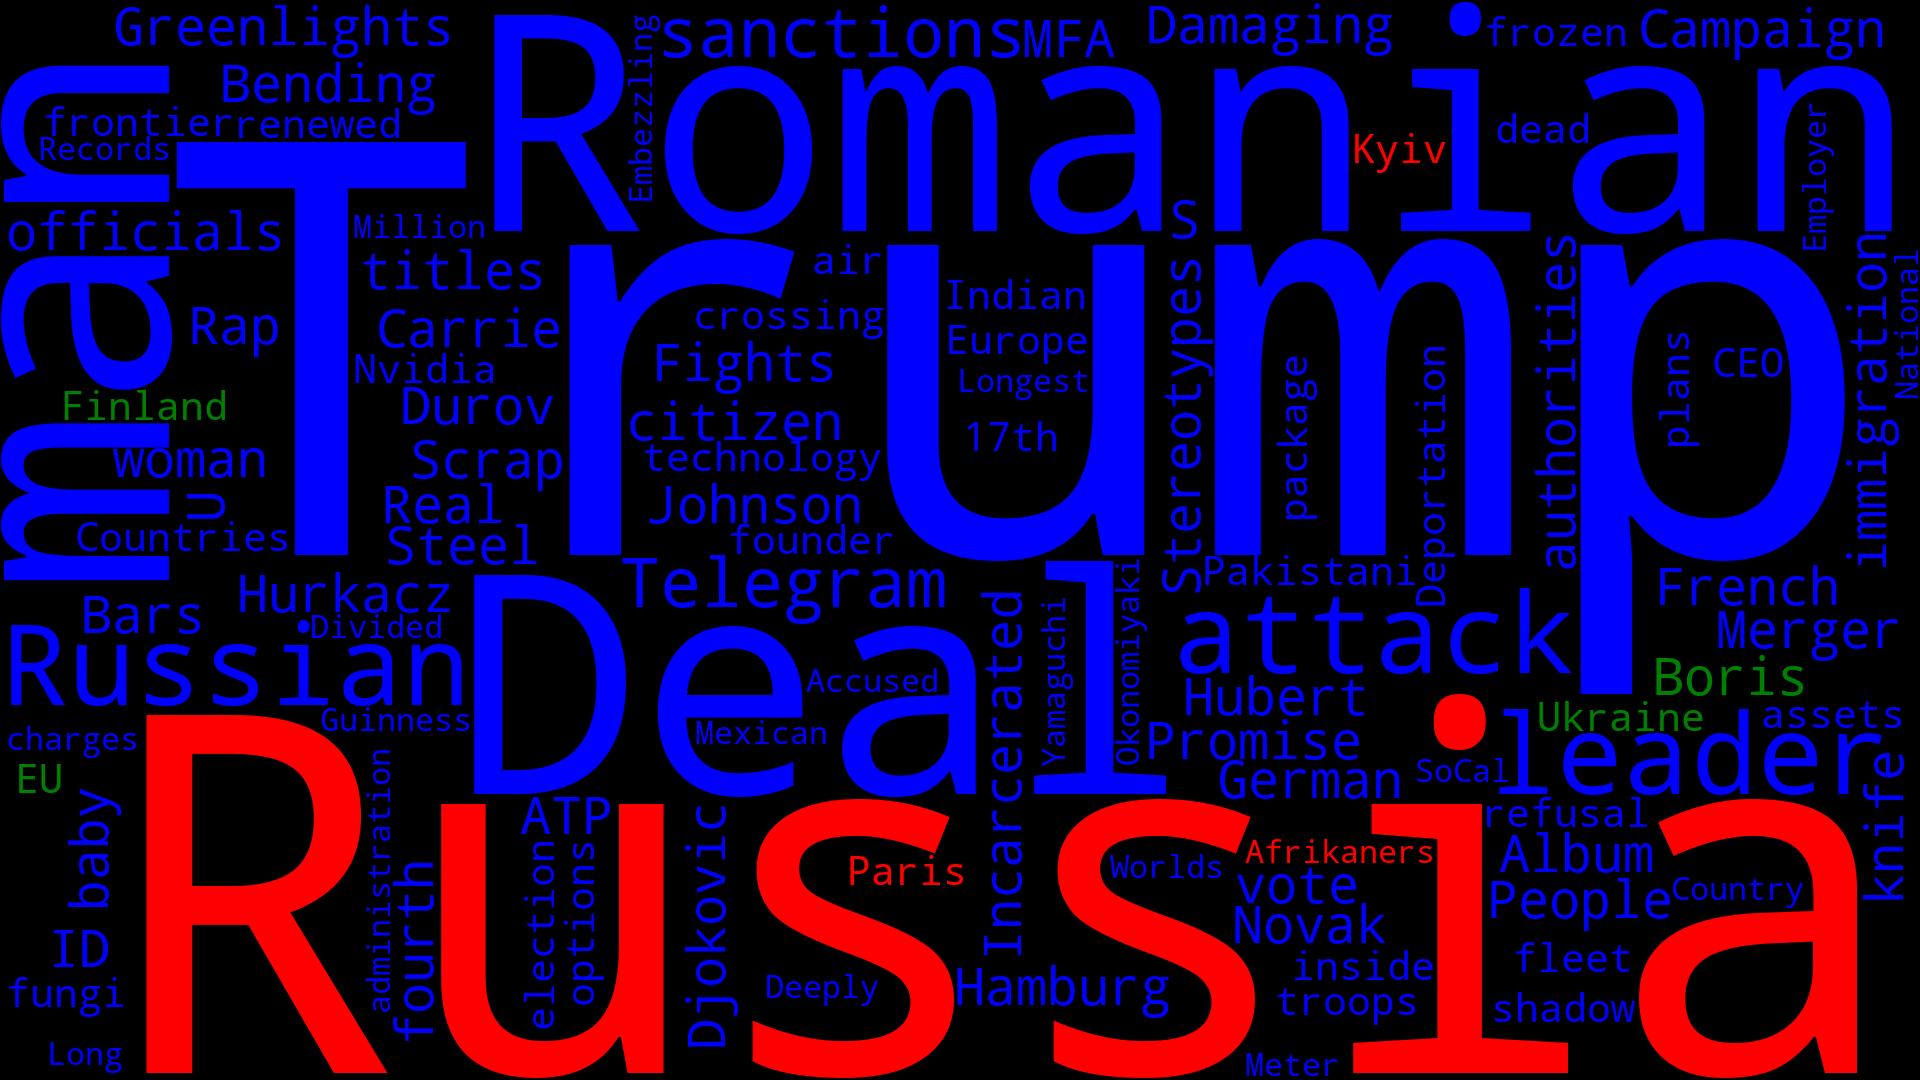 Greenlights
sanctions
MFA
Damaging
frozen
Campaign
Bending
Embezzling
Romanian
frontier
renewed
Records
man
Kyiv
dead
Employer
officials
Million
Trump
titles
air
S
Indian
crossing
Europe
Rap
Carrie
Nvidia
Fights
Longest
Stereotypes
package
Deportation
authorities
plans
CEO
immigration
National
Finland
Durov
citizen
17th
woman
Scrap
technology
U
Real
Johnson
Countries
Steel
founder
Telegram
Pakistani
French
Hurkacz
Bars
Divided
Deal
attack
Merger
Russian
Accused
Incarcerated
Yamaguchi
Okonomiyaki
Boris
Hubert
Guinness
Mexican
Ukraine
assets
charges
Promise
leader
EU
German
SoCal
knife
baby
administration
ATP
Russia
refusal
Djokovic
Paris
Worlds
Afrikaners
Album
vote
People
Country
fourth
election
options
Novak
ID
inside
fleet
fungi
Deeply
Hamburg
troops
shadow
Long
Meter